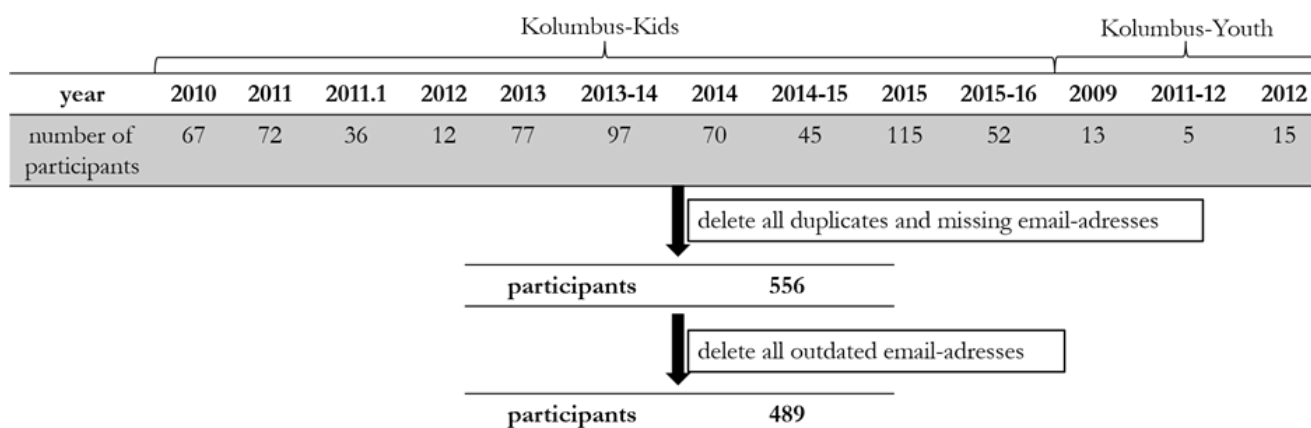 Kolumbus-Kids Kolumbus-Youth
year 2010 2011 2011.1 2012 2013 2013-14 2014 2014-15 2015 2015-16 2009 2011-12 2012
number of participants 67 72 36 12 77 97 70 45 115 52 13 5 15
delete all duplicates and missing email-adresses
participants 556
delete all outdated email-adresses
participants 489